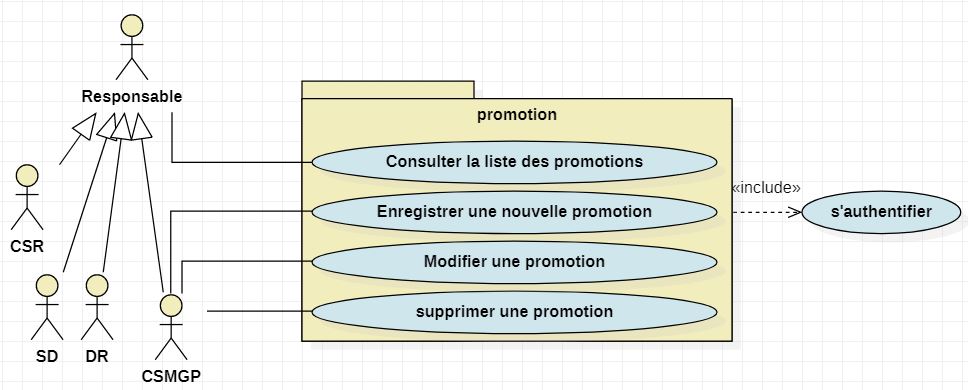 Responsable
promotion
Consulter la liste des promotions
«include»
Enregistrer une nouvelle promotion
s'authentifier
CSR
Modifier une promotion
supprimer une promotion
SD
DR
CSMGP